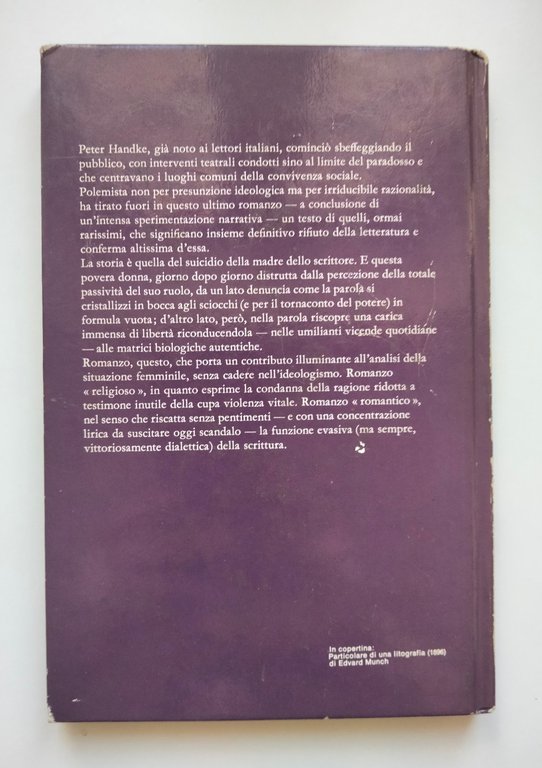 Peter Handke, già noto ai lettori italiani, cominciò sbeffeggiando il
pubblico, con interventi teatrali condotti sino al limite del paradosso e
che centravano i luoghi comuni della convivenza sociale.
Polemista non per presunzione ideologica ma per irriducibile razionalità,
ha tirato fuori in questo ultimo romanzo — a conclusione di
un'intensa sperimentazione narrativa — un testo di quelli, ormai
rarissimi, che significano insieme definitivo rifiuto della letteratura e
conferma altissima d'essa.
La storia è quella del suicidio della madre dello scrittore. E questa
povera donna, giorno dopo giorno distrutta dalla percezione della totale
passività del suo ruolo, da un lato denuncia come la parola si
cristallizzi in bocca agli sciocchi (e per il tornaconto del potere) in
formula vuota; d'altro lato, però, nella parola riscopre una carica
immensa di libertà riconducendola — nelle umilianti vicende quotidiane
— alle matrici biologiche autentiche.
Romanzo, questo, che porta un contributo illuminante all'analisi della
situazione femminile, senza cadere nell'ideologismo. Romanzo
« religioso », in quanto esprime la condanna della ragione ridotta a
testimone inutile della cupa violenza vitale. Romanzo « romantico »,
nel senso che riscatta senza pentimenti — e con una concentrazione
lirica da suscitare oggi scandalo — la funzione evasiva (ma sempre,
vittoriosamente dialettica) della scrittura.
In copertina:
Particolare di una litografia (1896)
di Edvard Munch